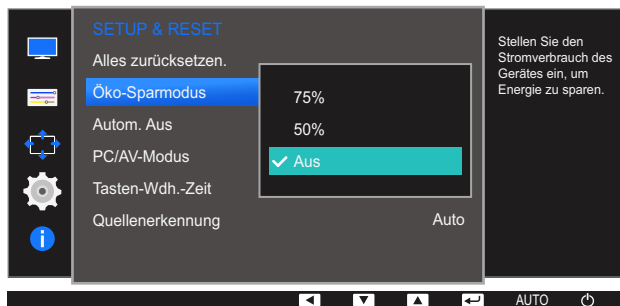 SETUP & RESET
Alles zurücksetzen.
Öko-Sparmodus
Autom. Aus
PC/AV-Modus
Tasten-Wdh.-Zeit
Quellenerkennung
Auto
75%
50%
Aus
Stellen Sie den
Stromverbrauch des
Gerätes ein, um
Energie zu sparen.
AUTO